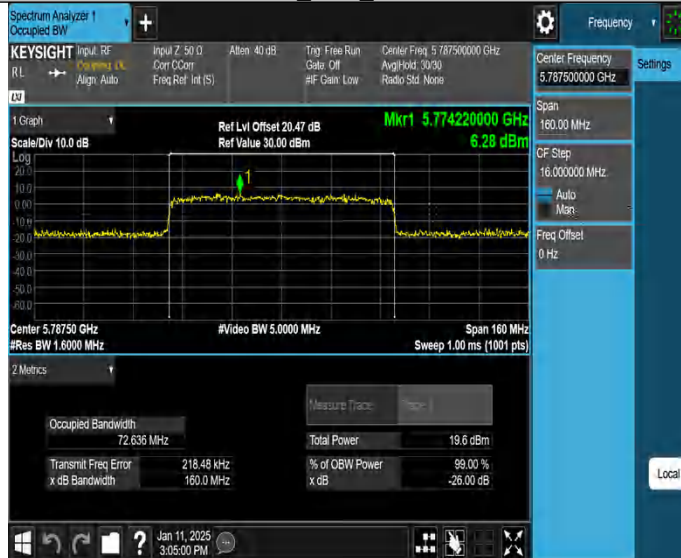 Spectrum Analyzer 1
Occupied BW
+
Frequency
KEYSIGHT Input: RF
RL
Coupling: DC
Align: Auto
Input Z: 50 Ω
Corr CCorr
Freq Ref: Int (S)
Atten: 40 dB
Trig: Free Run
Gate: Off
#IF Gain: Low
Center Freq: 5.787500000 GHz
Avg|Hold: 30/30
Radio Std: None
LXI
Center Frequency
5.787500000 GHz
Settings
Span
160.00 MHz
CF Step
16.000000 MHz
Auto
Man
Freq Offset
0 Hz
1 Graph
Scale/Div 10.0 dB
Ref Lvl Offset 20.47 dB
Ref Value 30.00 dBm
Mkr1 5.774220000 GHz
6.28 dBm
Log
20.0
10.0
0.00
-10.0
-20.0
-30.0
-40.0
-50.0
-60.0
1
Center 5.78750 GHz
#Res BW 1.6000 MHz
#Video BW 5.0000 MHz
Span 160 MHz
Sweep 1.00 ms (1001 pts)
2 Metrics
Measure Trace
Trace 1
Occupied Bandwidth
72.636 MHz
Total Power
19.6 dBm
Transmit Freq Error
218.48 kHz
% of OBW Power
99.00 %
x dB Bandwidth
160.0 MHz
x dB
-26.00 dB
Local
?
Jan 11, 2025
3:05:00 PM